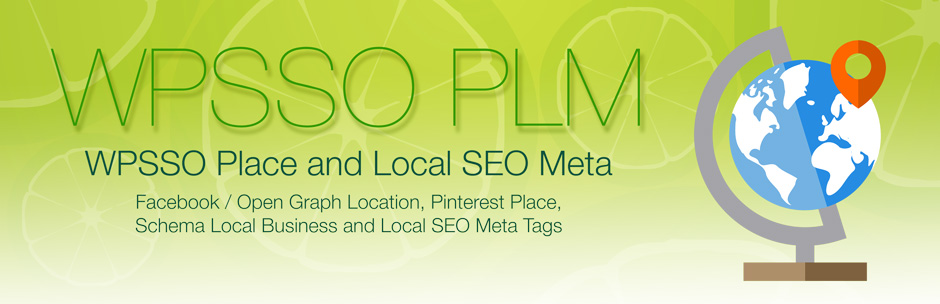 WPSSO PLM
WPSSO Place and Local SEO Meta
Facebook / Open Graph Location, Pinterest Place,
Schema Local Business and Local SEO Meta Tags